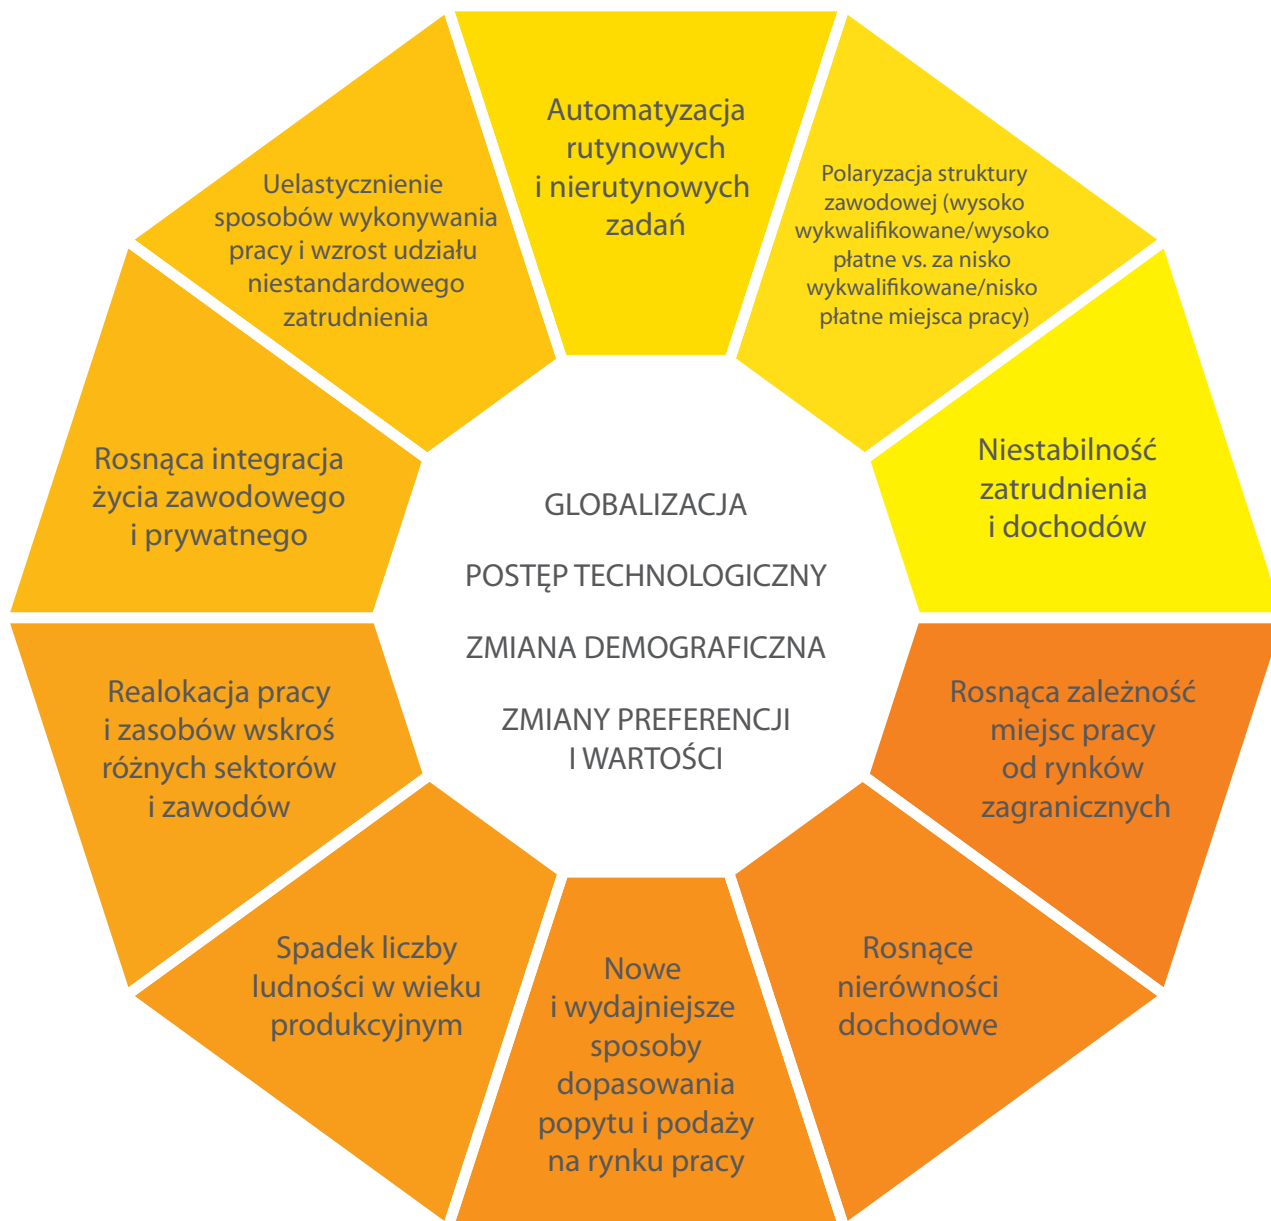 Automatyzacja
rutynowych
i nierutynowych
zadań
Polaryzacja struktury
zawodowej (wysoko
wykwalifikowane/wysoko
płatne vs. za nisko
wykwalifikowane/nisko
płatne miejsca pracy)
Niestabilność
zatrudnienia
i dochodów
Rosnąca zależność
miejsc pracy
od rynków
zagranicznych
Rosnące
nierówności
dochodowe
Nowe
i wydajniejsze
sposoby
dopasowania
popytu i podaży
na rynku pracy
Spadek liczby
ludności w wieku
produkcyjnym
Realokacja pracy
i zasobów wskroś
różnych sektorów
i zawodów
Rosnąca integracja
życia zawodowego
i prywatnego
Uelastycznienie
sposobów wykonywania
pracy i wzrost udziału
niestandardowego
zatrudnienia
GLOBALIZACJA
POSTĘP TECHNOLOGICZNY
ZMIANA DEMOGRAFICZNA
ZMIANY PREFERENCJI
I WARTOŚCI